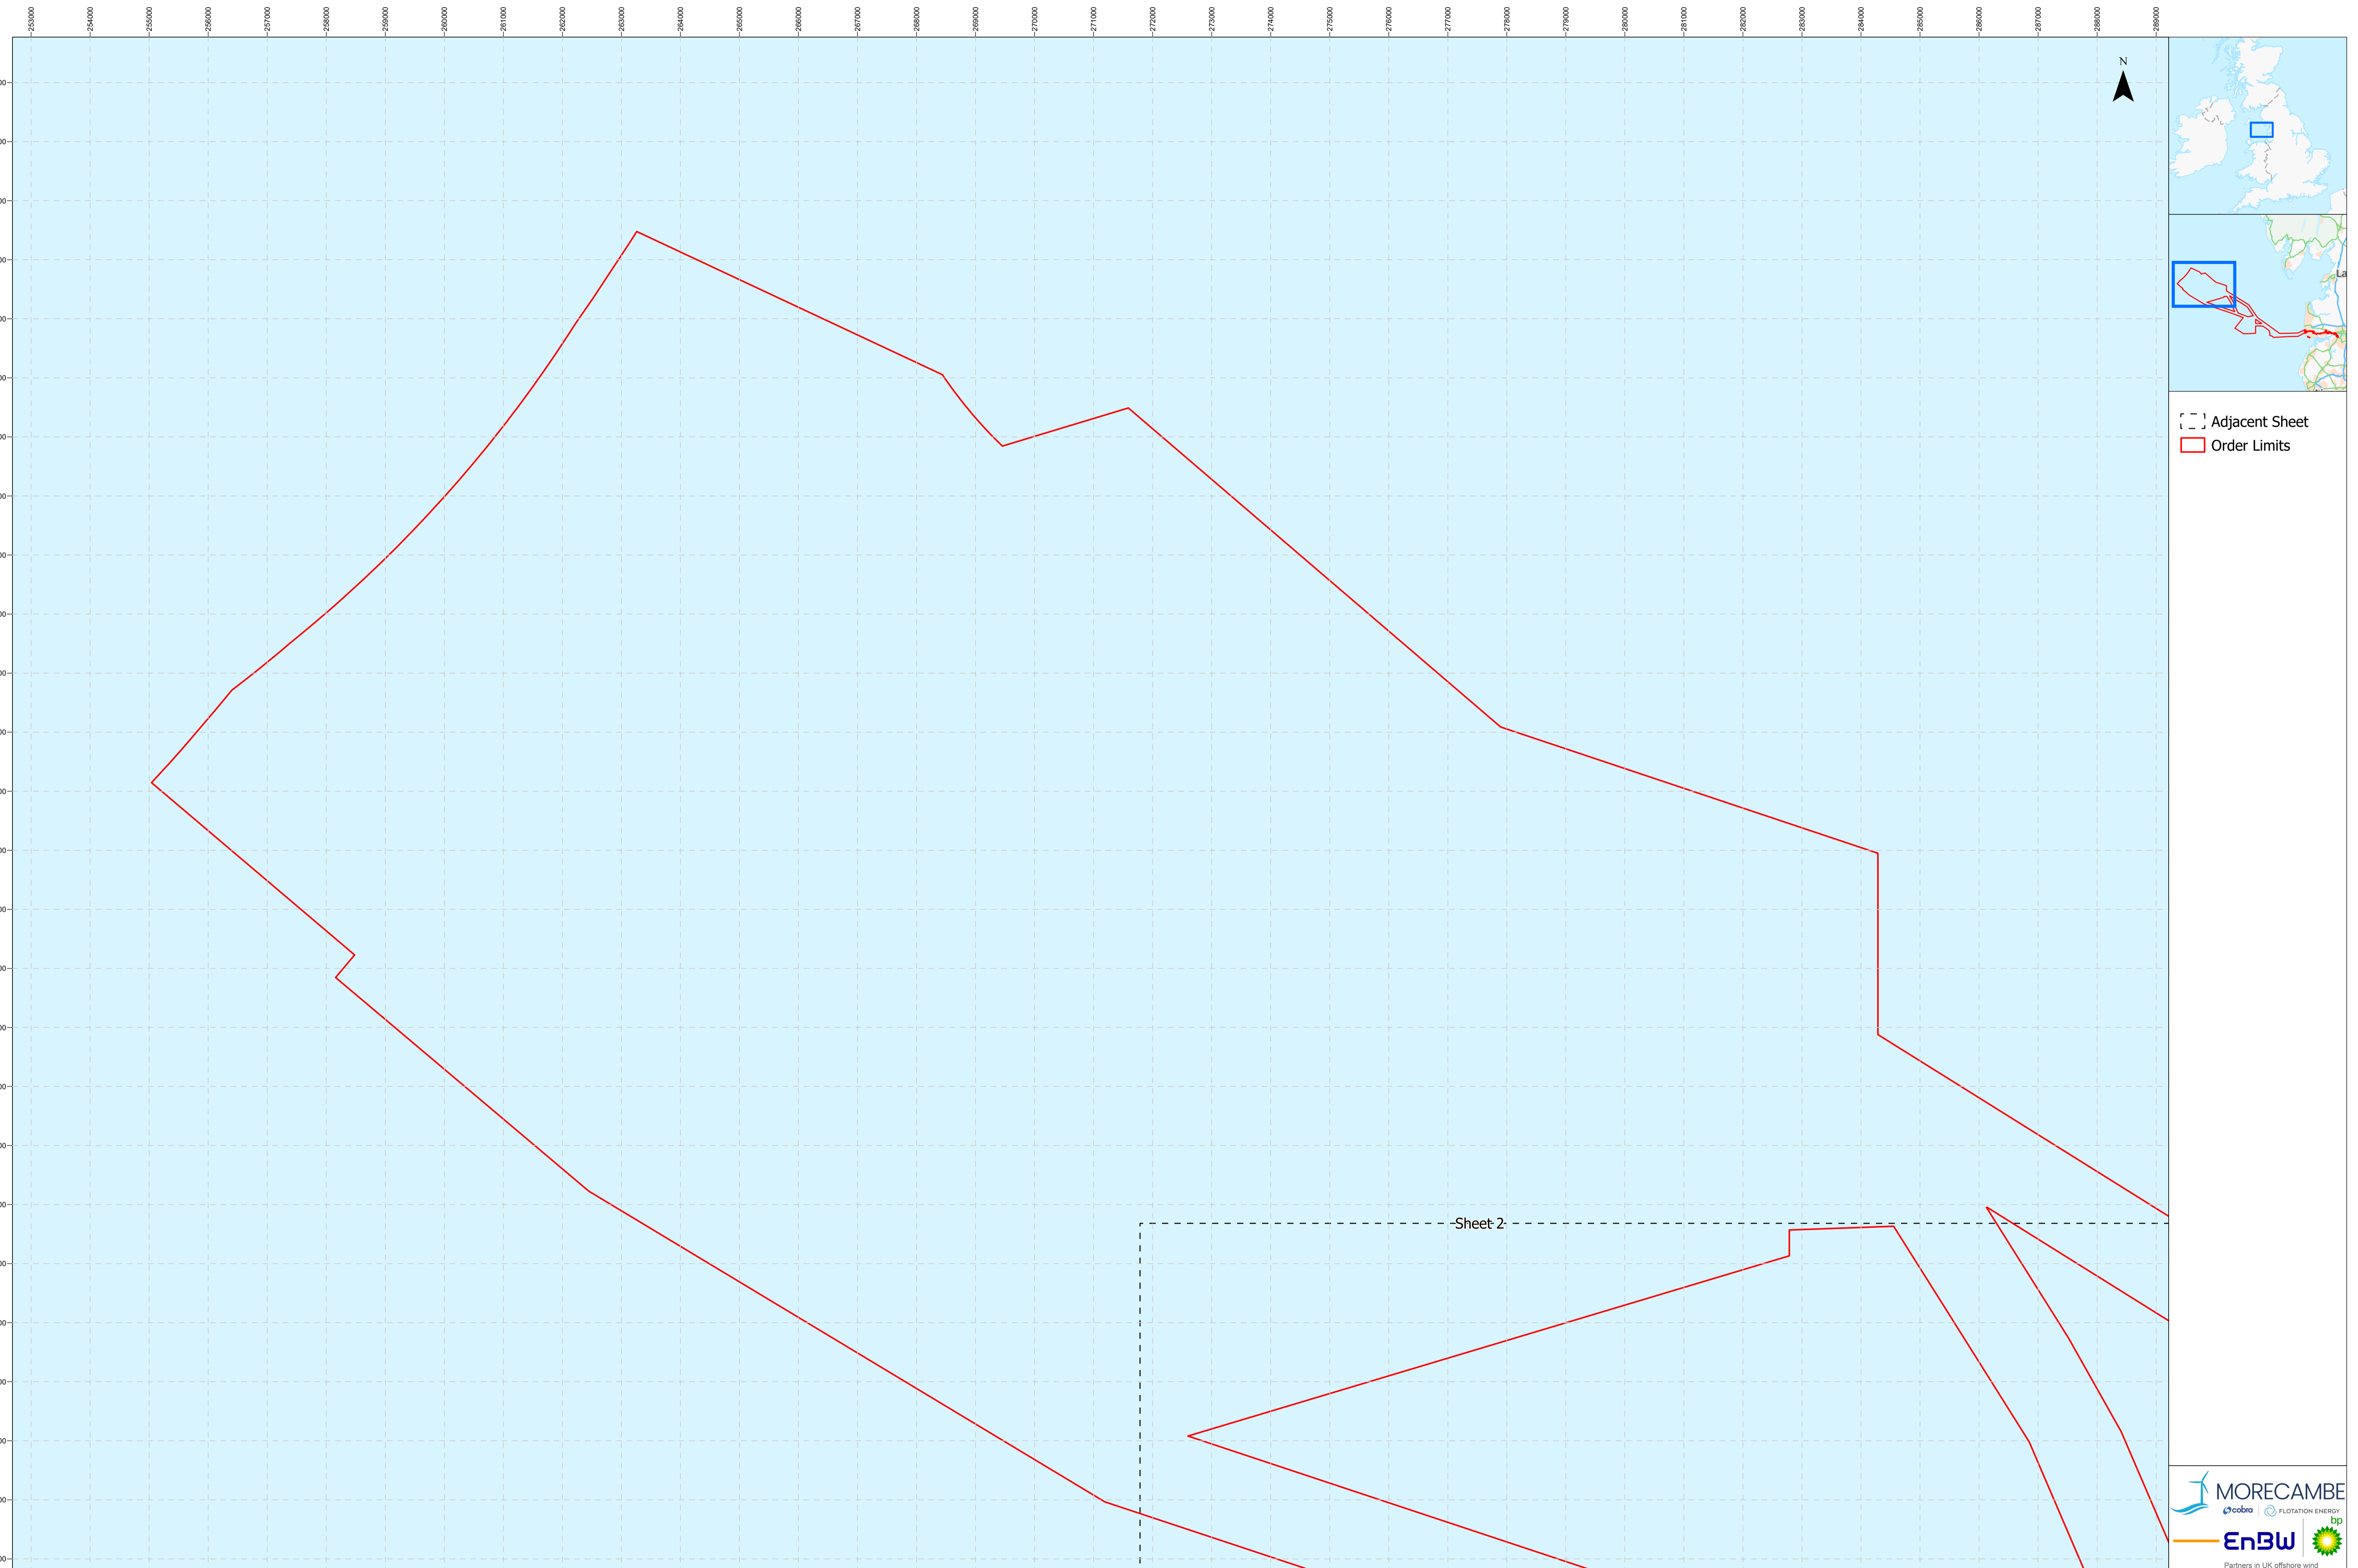 253000 254000 255000 256000 257000 258000 259000 260000 261000 262000 263000 264000 265000 266000 267000 268000 269000 270000 271000 272000 273000 274000 275000 276000 277000 278000 279000 280000 281000 282000 283000 284000 285000 286000 287000 288000 289000
N
La
Adjacent Sheet
Order Limits
Sheet 2
MORECAMBE
cobra FLOTATION ENERGY
bp
EnBW
Partners in UK offshore wind